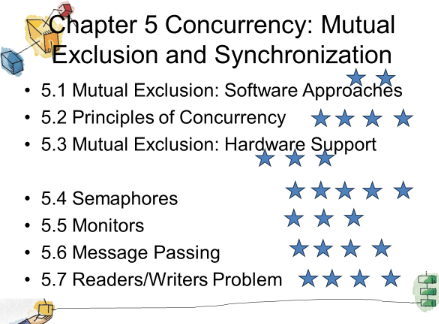 Chapter 5 Concurrency: Mutual
Exclusion and Synchronization
• 5.1 Mutual Exclusion: Software Approaches
• 5.2 Principles of Concurrency
• 5.3 Mutual Exclusion: Hardware Support
• 5.4 Semaphores
• 5.5 Monitors
• 5.6 Message Passing
• 5.7 Readers/Writers Problem